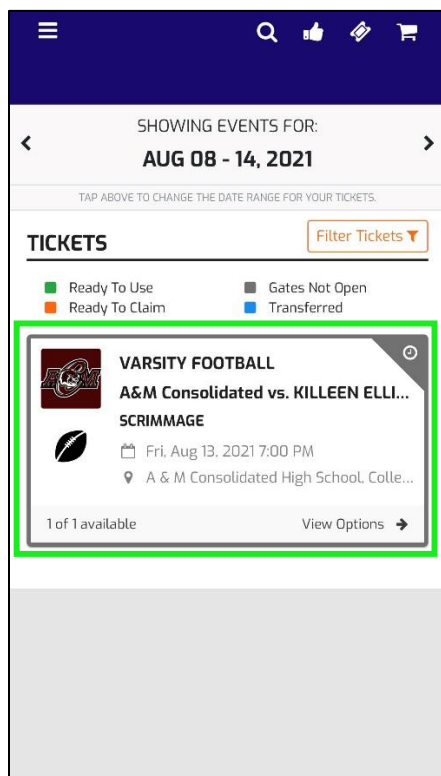 SHOWING EVENTS FOR:
AUG 08 - 14, 2021
TAP ABOVE TO CHANGE THE DATE RANGE FOR YOUR TICKETS.
TICKETS
Filter Tickets
Ready To Use
Gates Not Open
Ready To Claim
Transferred
VARSITY FOOTBALL
A&M Consolidated vs. KILLEEN ELLI...
SCRIMMAGE
Fri, Aug 13, 2021 7:00 PM
A & M Consolidated High School, Colle...
1 of 1 available
View Options